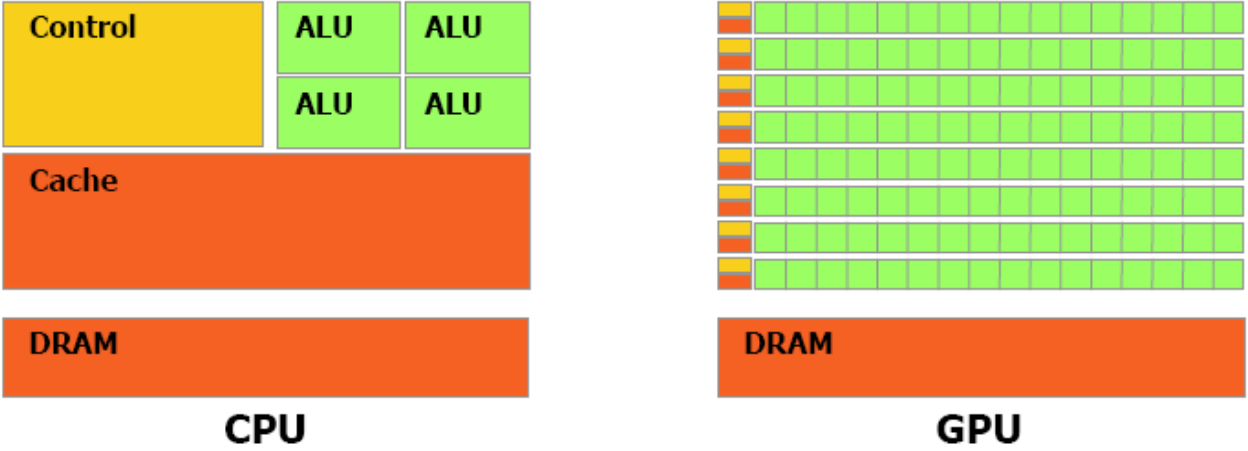 Control
ALU ALU
ALU ALU
Cache
DRAM
CPU
DRAM
GPU